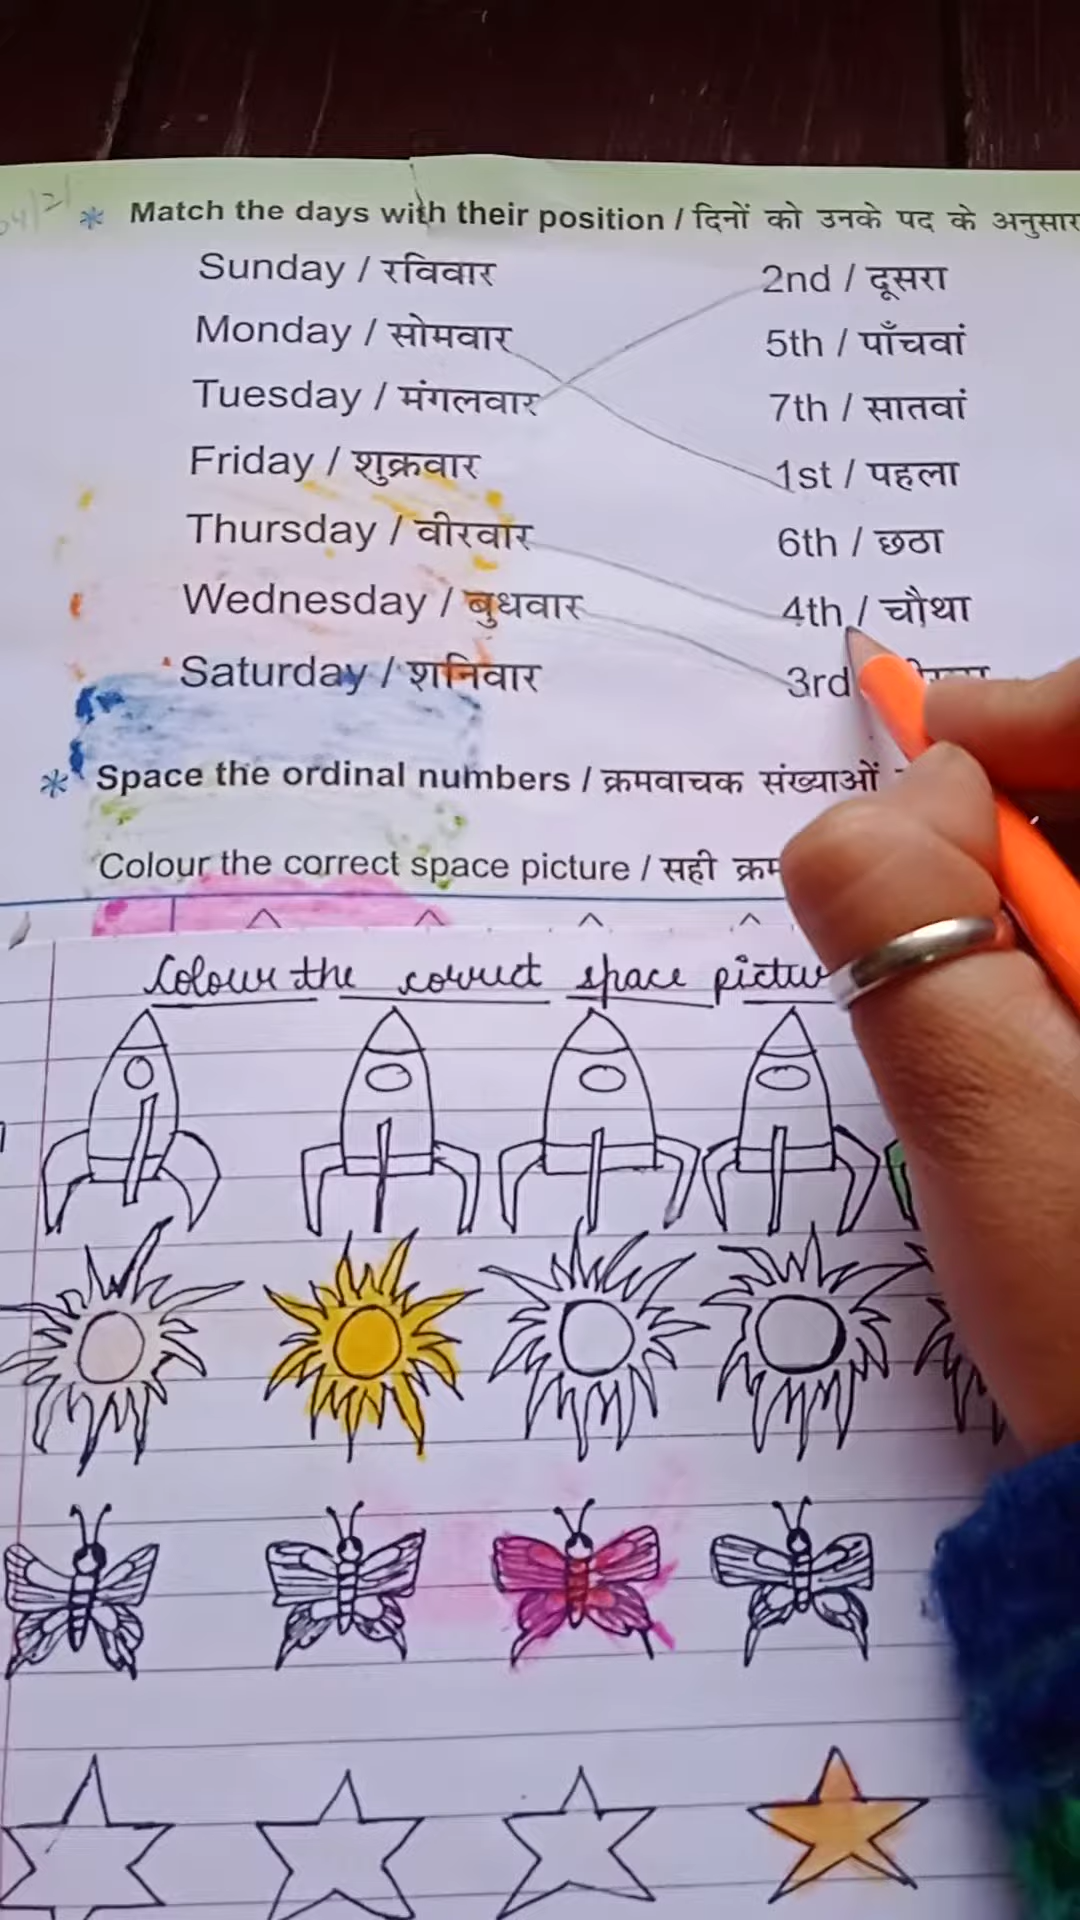 * Match the days with their position / दिनों को उनके पद के अनुसार
Sunday / रविवार 2nd / दूसरा
Monday / सोमवार 5th / पाँचवां
Tuesday / मंगलवार 7th / सातवां
Friday / शुक्रवार 1st / पहला
Thursday / वीरवार 6th / छठा
Wednesday / बुधवार 4th / चौथा
Saturday / शनिवार 3rd
* Space the ordinal numbers / क्रमवाचक संख्याओं
Colour the correct space picture / सही
Colour the correct space